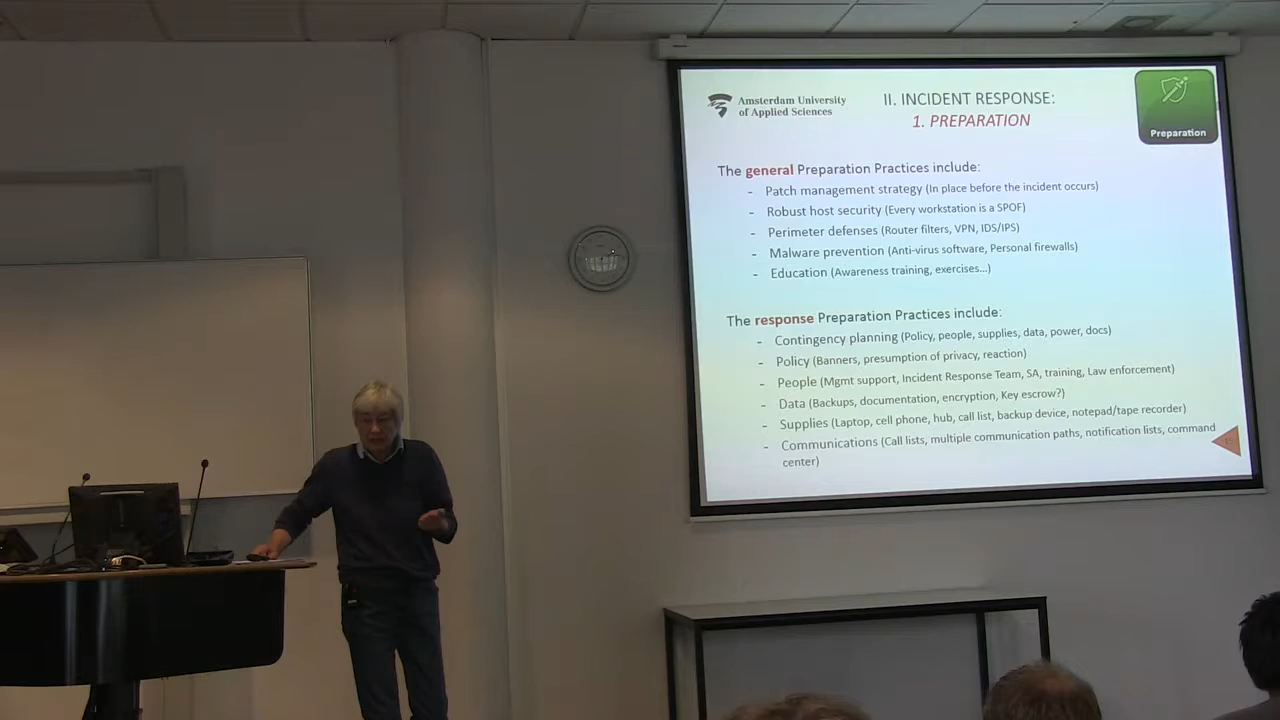 Amsterdam University
of Applied Sciences
II. INCIDENT RESPONSE:
1. PREPARATION
Preparation
The general Preparation Practices include:
- Patch management strategy (In place before the incident occurs)
- Robust host security (Every workstation is a SPOF)
- Perimeter defenses (Router filters, VPN, IDS/IPS)
- Malware prevention (Anti-virus software, Personal firewalls)
- Education (Awareness training, exercises...)
The response Preparation Practices include:
- Contingency planning (Policy, people, supplies, data, power, docs)
- Policy (Banners, presumption of privacy, reaction)
- People (Mgmt support, Incident Response Team, SA, training, Law enforcement)
- Data (Backups, documentation, encryption, Key escrow?)
- Supplies (Laptop, cell phone, hub, call list, backup device, notepad/tape recorder)
- Communications (Call lists, multiple communication paths, notification lists, command
center)